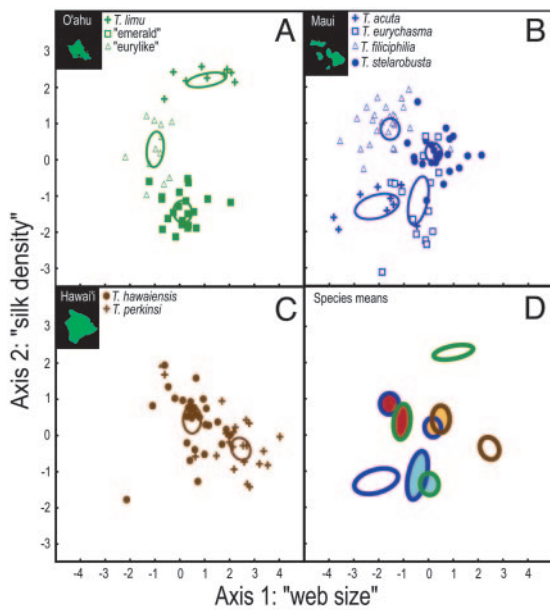 O'ahu
A
T. limu
"emerald"
"eurylike"
Maui
B
T. acuta
T. eurychasma
T. filiciphilia
T. stelarobusta
3
2
1
0
-1
-2
-3
Hawai'i
C
T. hawaiensis
T. perkinsi
Species means
D
3
2
1
0
-1
-2
-3
-4 -3 -2 -1 0 1 2 3 4
-4 -3 -2 -1 0 1 2 3 4
Axis 1: "web size"
Axis 2: "silk density"